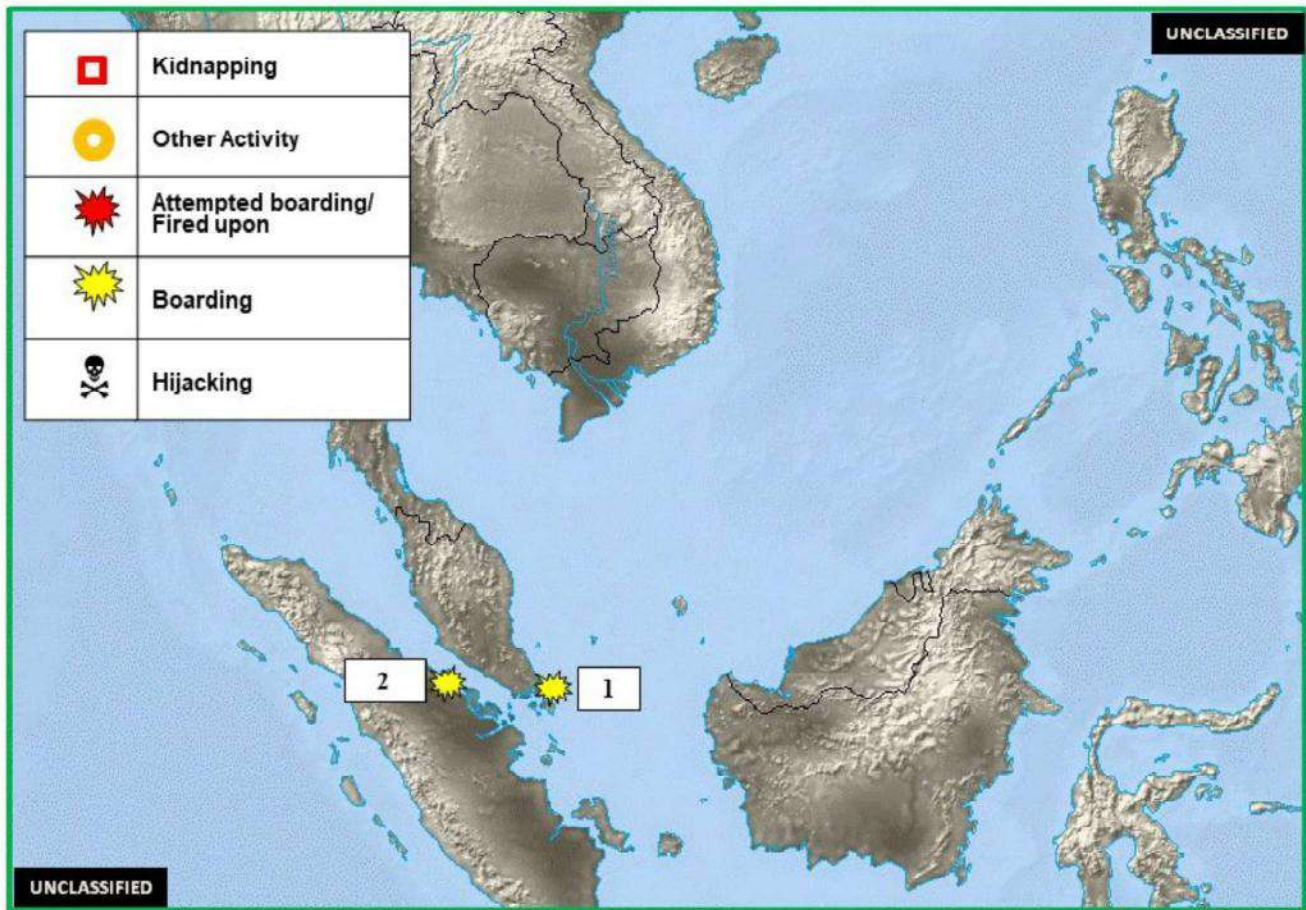 UNCLASSIFIED
Kidnapping
Other Activity
Attempted boarding/
Fired upon
Boarding
Hijacking
2
1
UNCLASSIFIED